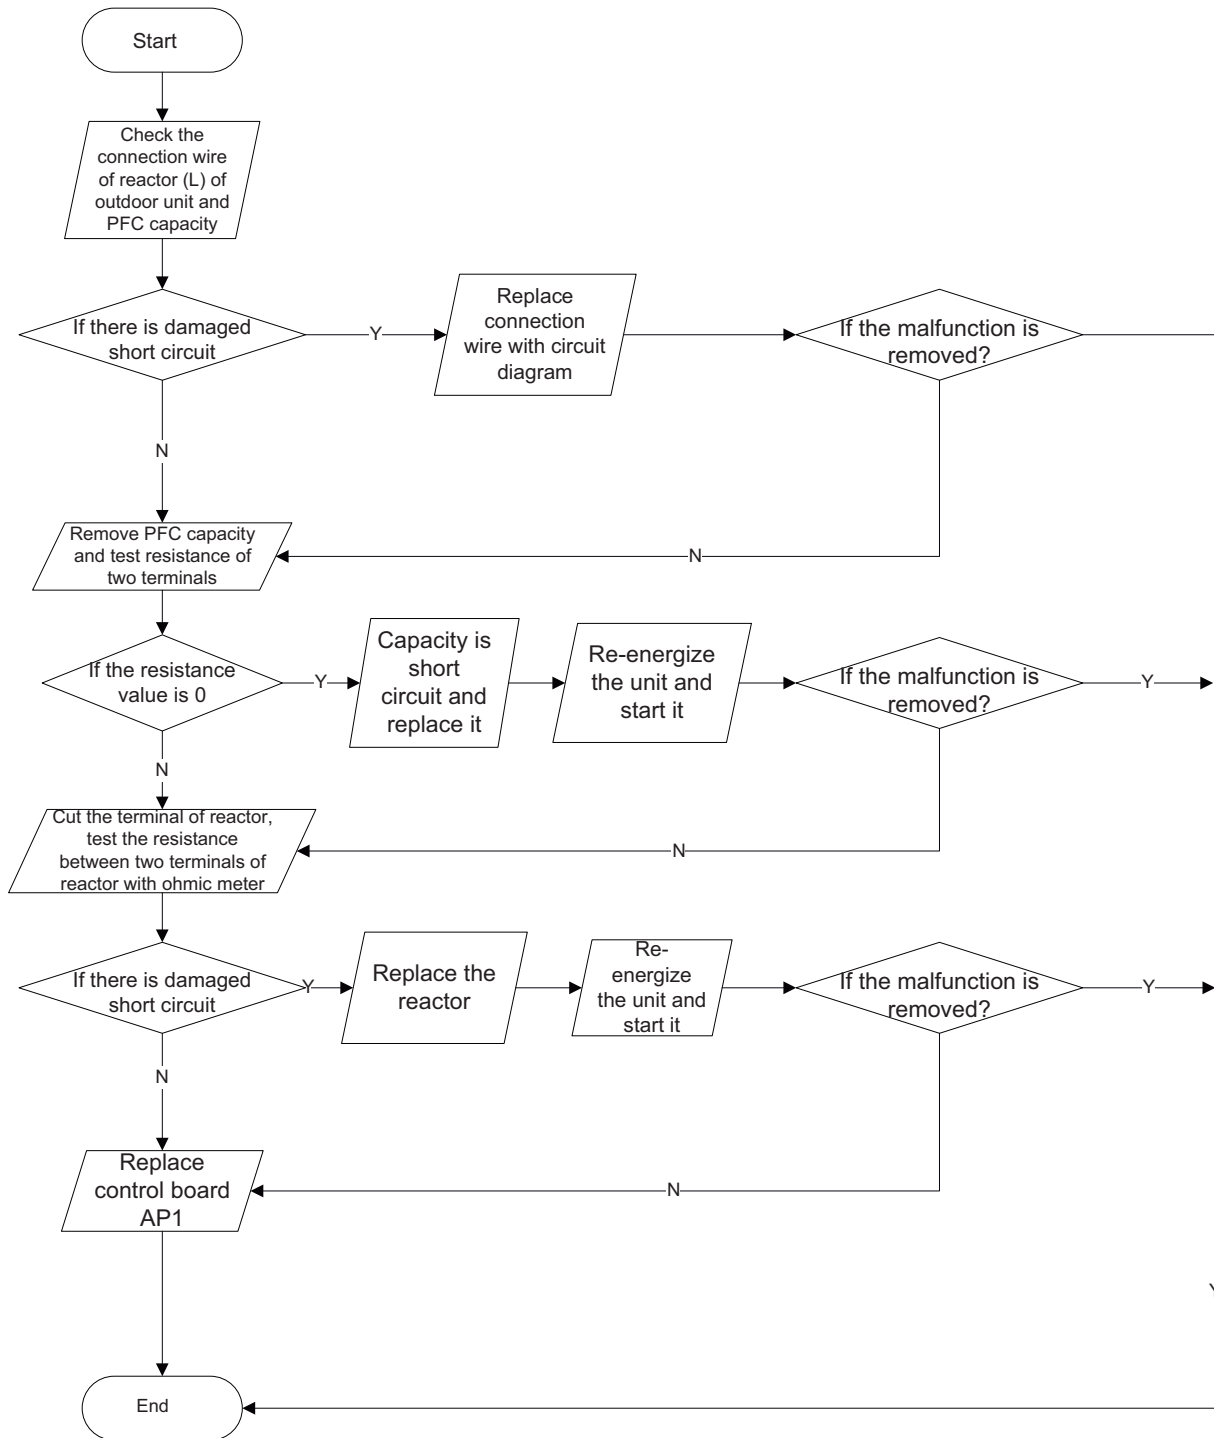 Start
Check the
connection wire
of reactor (L) of
outdoor unit and
PFC capacity
If there is damaged
short circuit
Y
Replace
connection
wire with circuit
diagram
If the malfunction is
removed?
N
Remove PFC capacity
and test resistance of
two terminals
N
If the resistance
value is 0
Y
Capacity is
short
circuit and
replace it
Re-energize
the unit and
start it
If the malfunction is
removed?
Y
N
Cut the terminal of reactor,
test the resistance
between two terminals of
reactor with ohmic meter
N
If there is damaged
short circuit
Y
Replace the
reactor
Re-
energize
the unit and
start it
If the malfunction is
removed?
Y
N
Replace
control board
AP1
N
Y
End